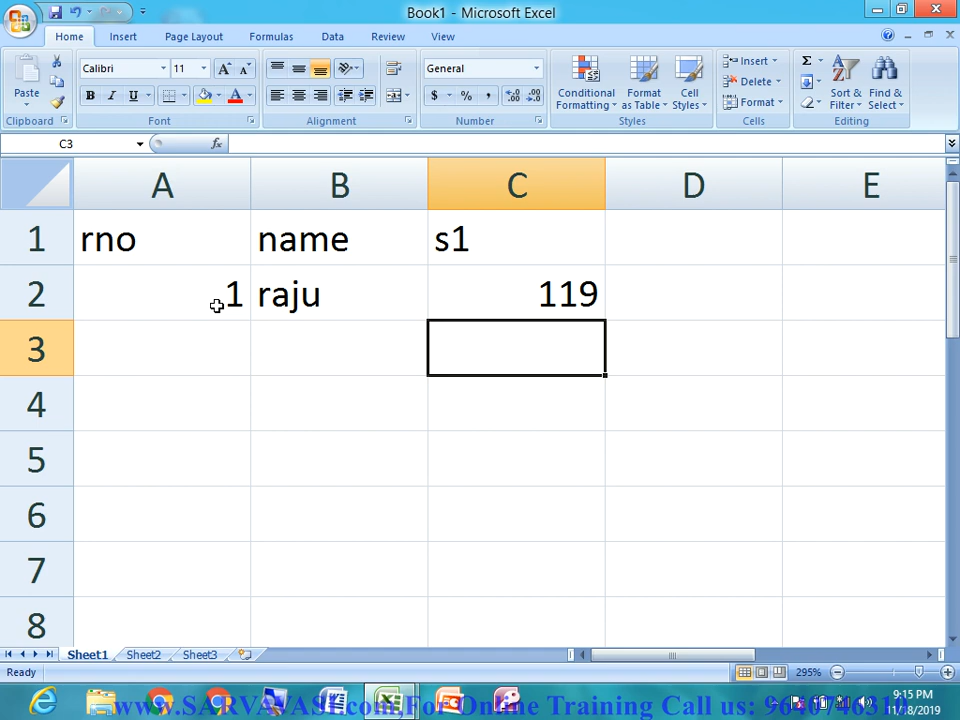 Book1 - Microsoft Excel
Home Insert Page Layout Formulas Data Review View
Paste
Clipboard
Calibri 11
B I U
Font
Alignment
General
$ % ,
Number
Conditional Formatting
Format as Table
Cell Styles
Styles
Insert
Delete
Format
Cells
Σ
Sort & Filter
Find & Select
Editing
C3 fx
A B C D E
1 rno name s1
2 1 raju 119
3
4
5
6
7
8
Sheet1 Sheet2 Sheet3
Ready 295%
9:15 PM
www.SARVAVASI.com,For Online Training Call us: